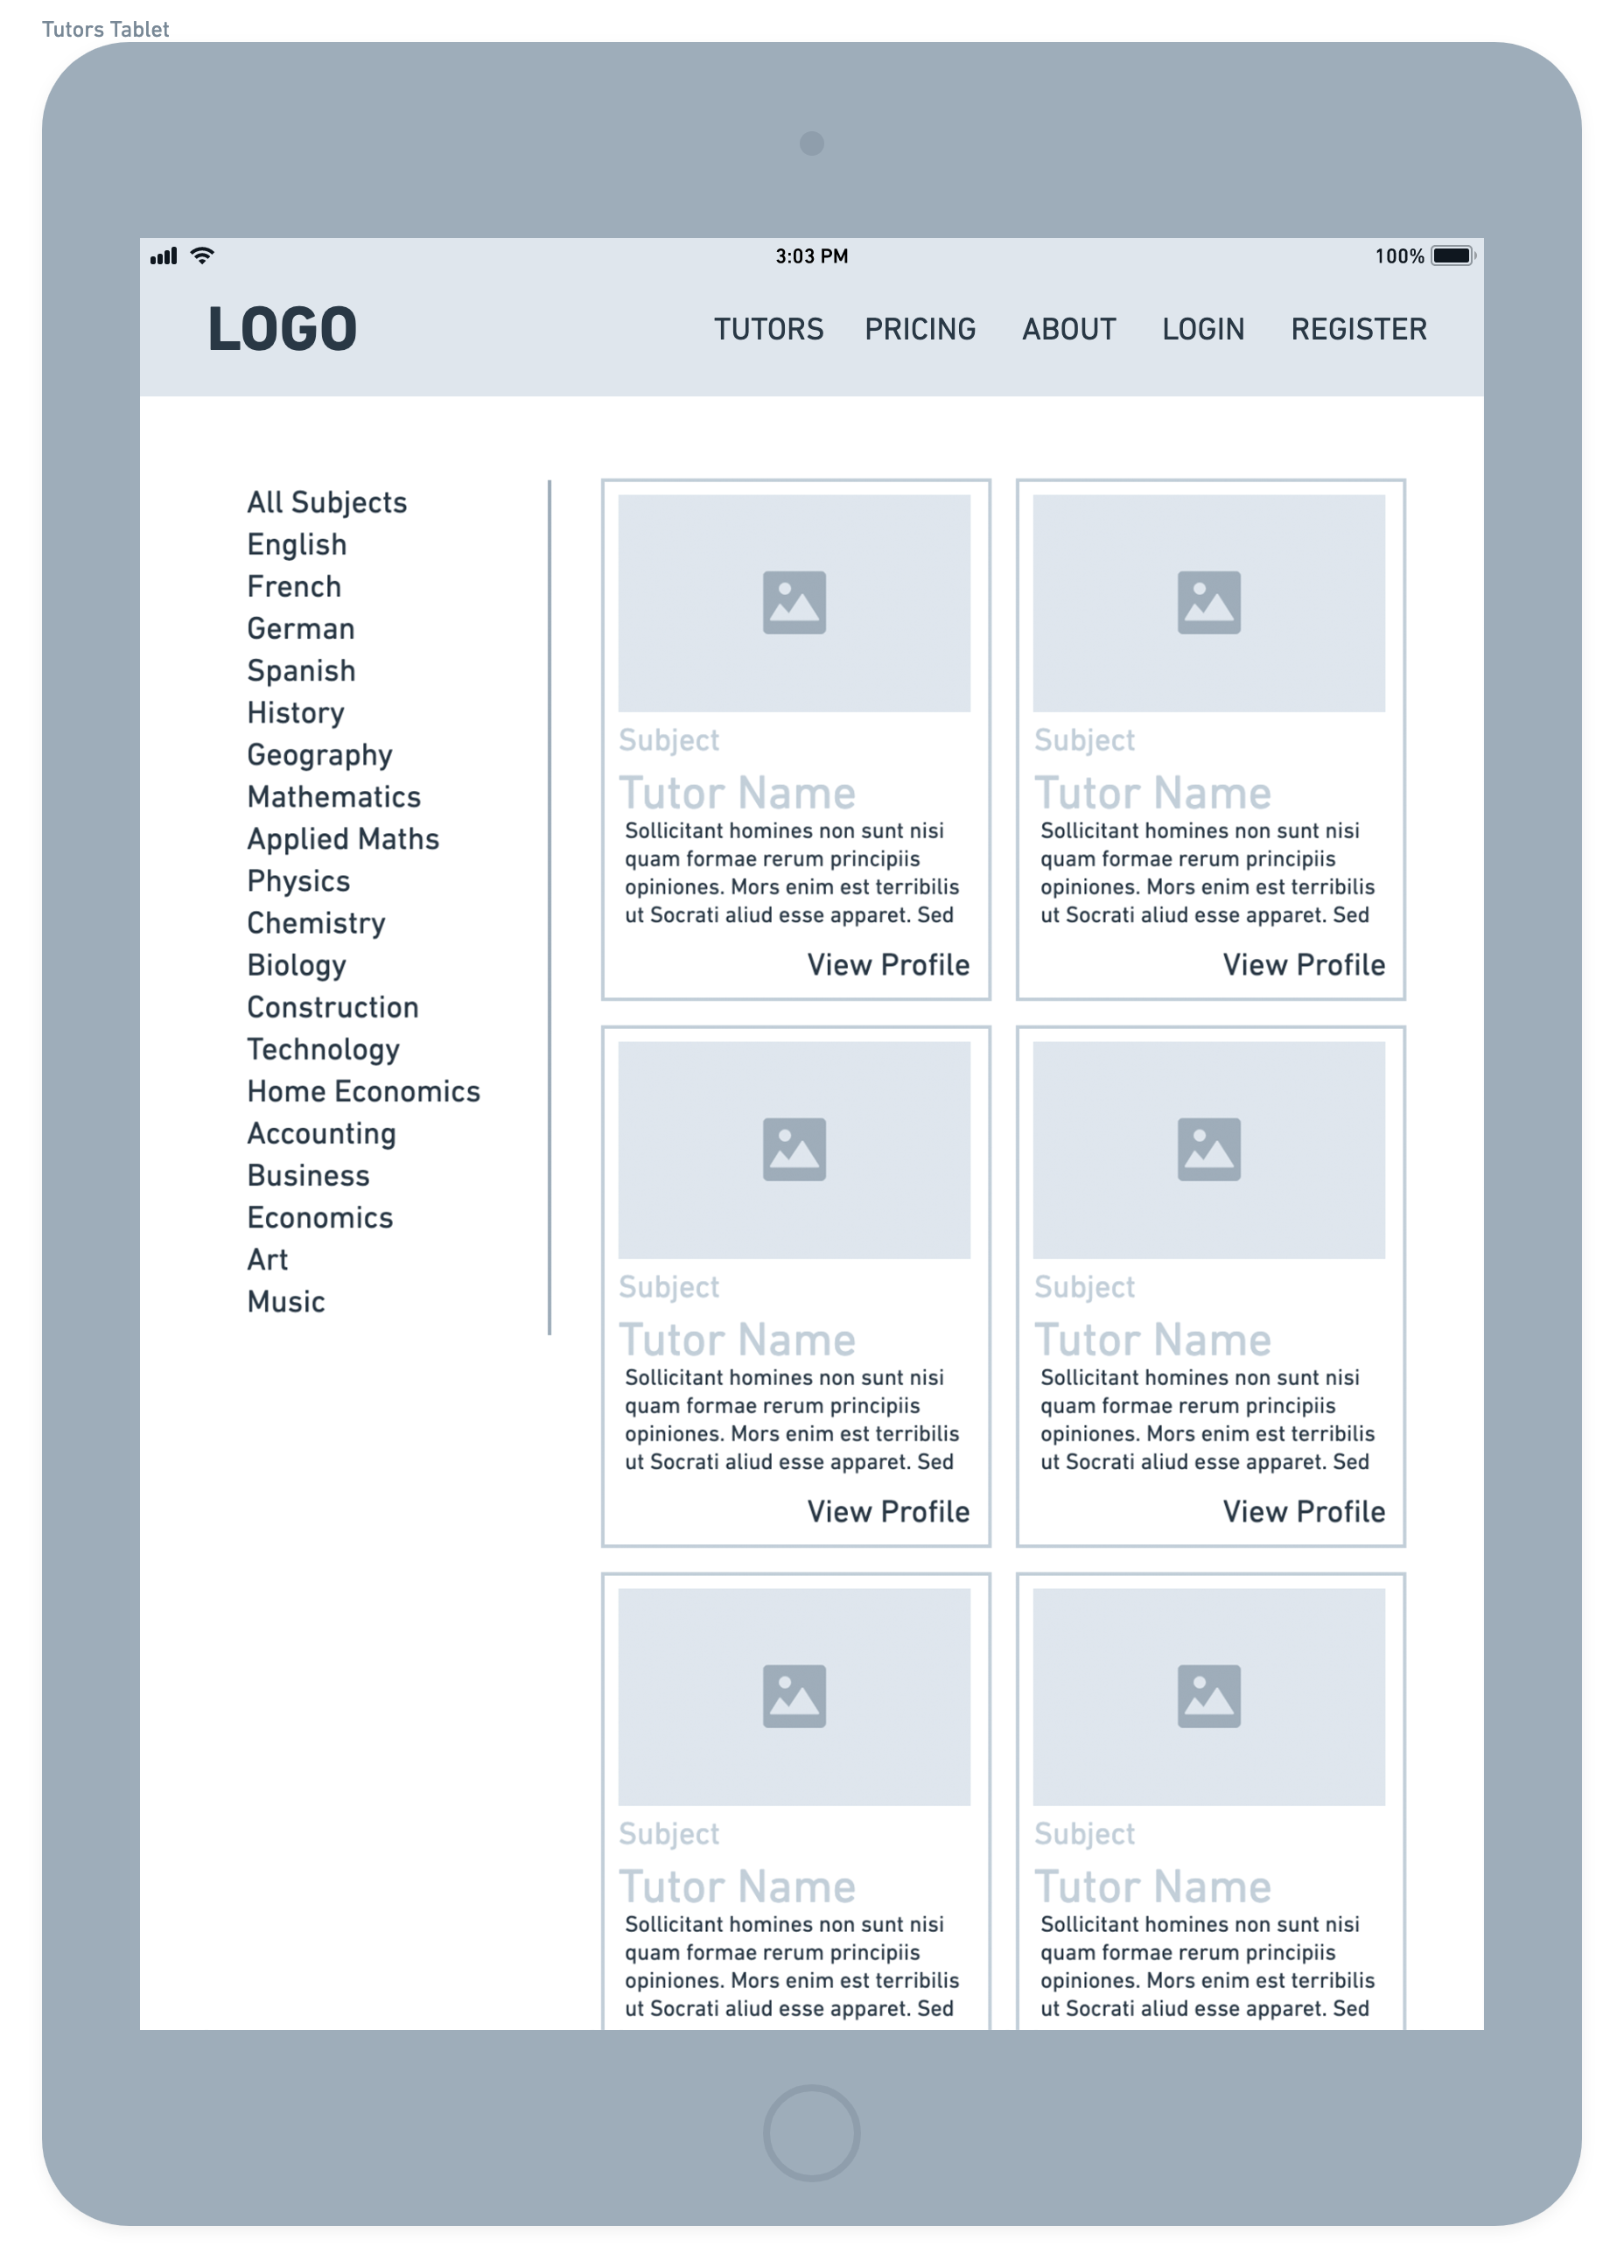 Tutors Tablet
3:03 PM
100%
LOGO
TUTORS
PRICING
ABOUT
LOGIN
REGISTER
All Subjects
English
French
German
Spanish
History
Geography
Mathematics
Applied Maths
Physics
Chemistry
Biology
Construction
Technology
Home Economics
Accounting
Business
Economics
Art
Music
Subject
Tutor Name
Sollicitant homines non sunt nisi
quam formae rerum principiis
opiniones. Mors enim est terribilis
ut Socrati aliud esse apparet. Sed
View Profile
Subject
Tutor Name
Sollicitant homines non sunt nisi
quam formae rerum principiis
opiniones. Mors enim est terribilis
ut Socrati aliud esse apparet. Sed
View Profile
Subject
Tutor Name
Sollicitant homines non sunt nisi
quam formae rerum principiis
opiniones. Mors enim est terribilis
ut Socrati aliud esse apparet. Sed
View Profile
Subject
Tutor Name
Sollicitant homines non sunt nisi
quam formae rerum principiis
opiniones. Mors enim est terribilis
ut Socrati aliud esse apparet. Sed
View Profile
Subject
Tutor Name
Sollicitant homines non sunt nisi
quam formae rerum principiis
opiniones. Mors enim est terribilis
ut Socrati aliud esse apparet. Sed
Subject
Tutor Name
Sollicitant homines non sunt nisi
quam formae rerum principiis
opiniones. Mors enim est terribilis
ut Socrati aliud esse apparet. Sed